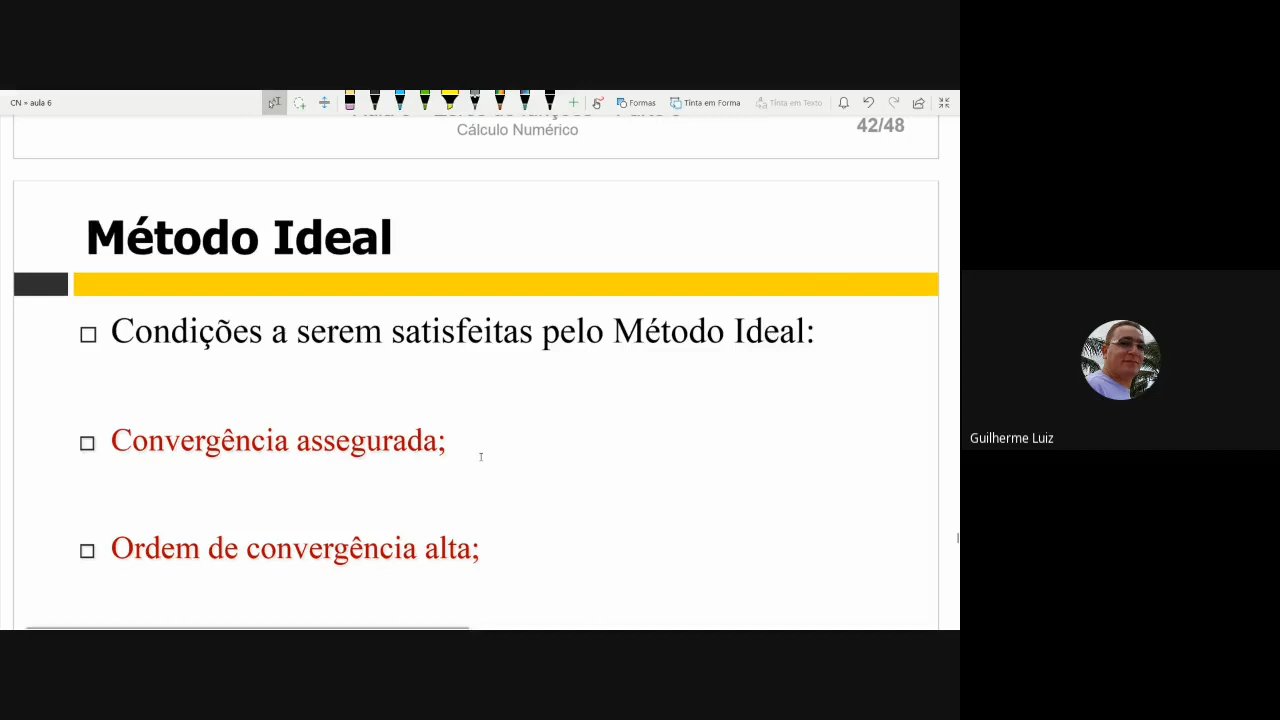 CN = aula 6
Formas
Tinta em Forma
Tinta em Texto
Cálculo Numérico
42/48
Método Ideal
Condições a serem satisfeitas pelo Método Ideal:
Convergência assegurada;
Ordem de convergência alta;
Guilherme Luiz